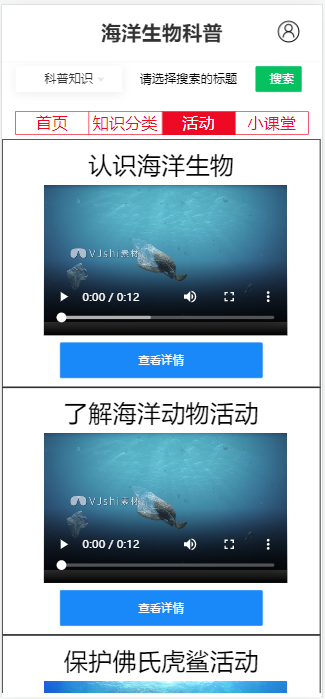 海洋生物科普
科普知识 请选择搜索的标题 搜索
首页 知识分类 活动 小课堂
认识海洋生物
VJshi素材
0:00 / 0:12
查看详情
了解海洋动物活动
VJshi素材
0:00 / 0:12
查看详情
保护佛氏虎鲨活动